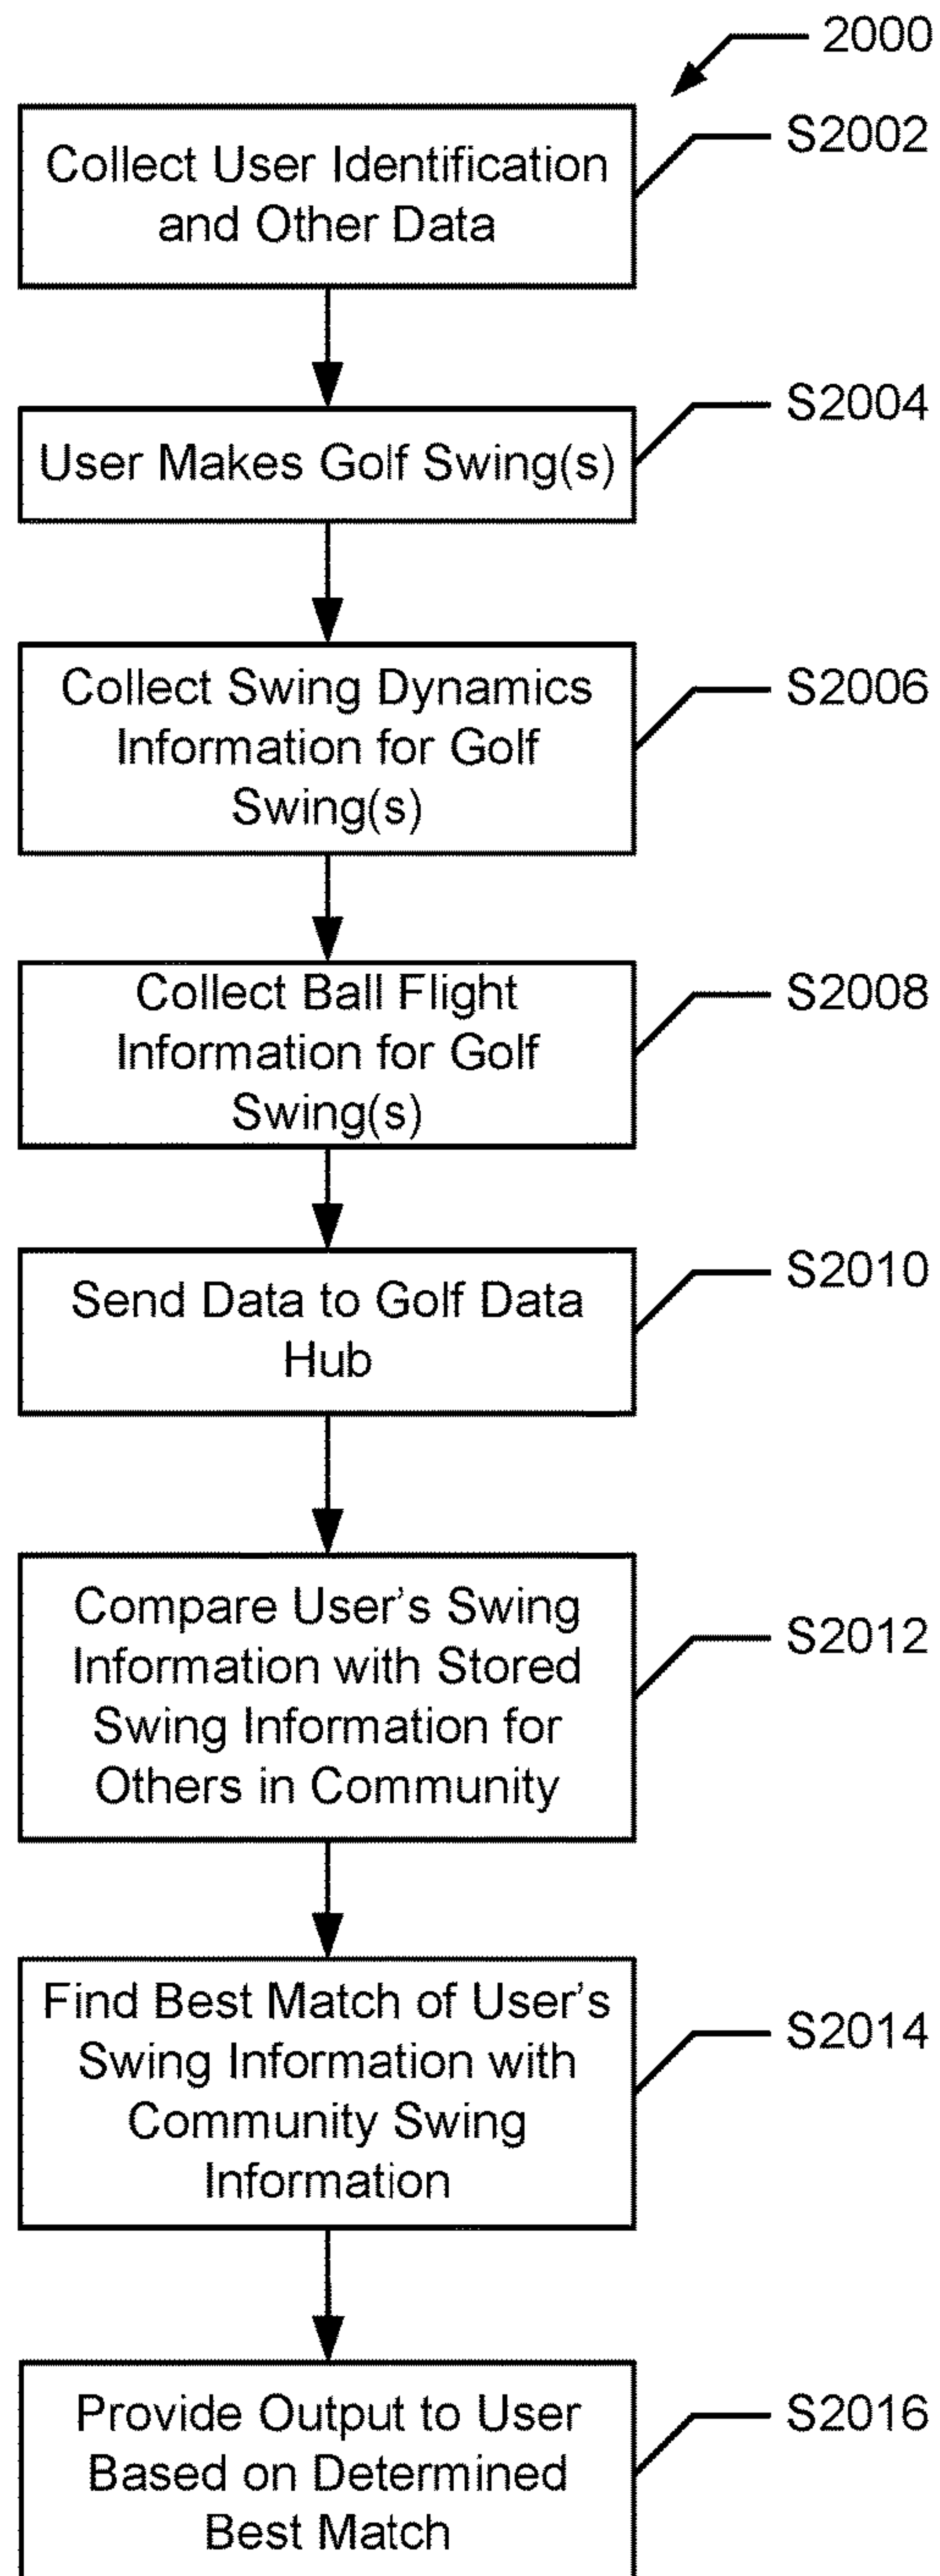 2000
S2002
Collect User Identification
and Other Data
S2004
User Makes Golf Swing(s)
S2006
Collect Swing Dynamics
Information for Golf
Swing(s)
S2008
Collect Ball Flight
Information for Golf
Swing(s)
S2010
Send Data to Golf Data
Hub
S2012
Compare User's Swing
Information with Stored
Swing Information for
Others in Community
S2014
Find Best Match of User's
Swing Information with
Community Swing
Information
S2016
Provide Output to User
Based on Determined
Best Match